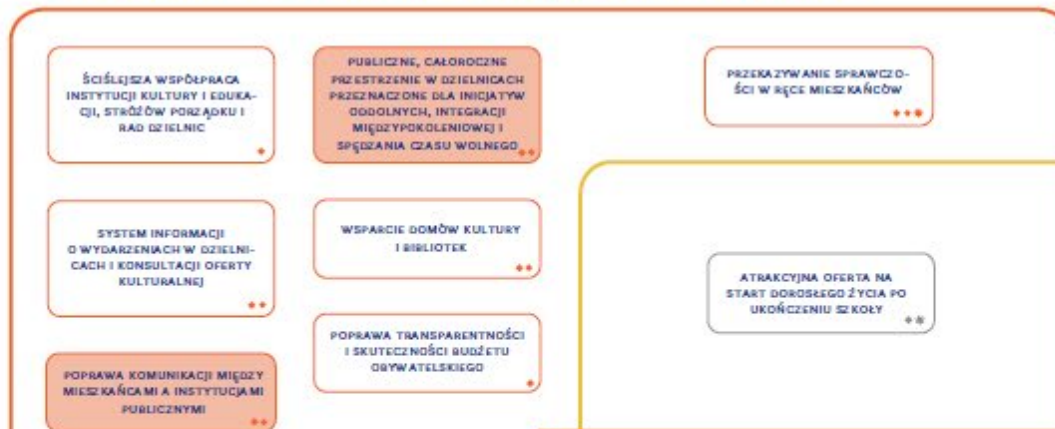 ŚCIŚLEJSZA WSPÓŁPRACA
INSTYTUCJI KULTURY I EDUKA-
CJI, STRÓŻÓW PORZĄDKU I
RAD DZIELNIC
SYSTEM INFORMACJI
O WYDARZENIACH W DZIELNI-
CACH I KONSULTACJI OFERTY
KULTURALNEJ
POPRAWA KOMUNIKACJI MIĘDZY
MIESZKAŃCAMI A INSTYTUCJAMI
PUBLICZNYMI
PUBLICZNE, CAŁOROCZNE
PRZESTRZENIE W DZIELNICACH
PRZEZNACZONE DLA INICJATYW
ODDOLNYCH, INTEGRACJI
MIĘDZYPOKOLENIOWEJ I
SPĘDZANIA CZASU WOLNEGO
WSPARCIE DOMÓW KULTURY
I BIBLIOTEK
POPRAWA TRANSPARENTNOŚCI
I SKUTECZNOŚCI BUDŻETU
OBYWATELSKIEGO
PRZEKAZYWANIE SPRAWCZO-
ŚCI W RĘCE MIESZKAŃCÓW
ATRAKCYJNA OFERTA NA
START DOROSŁEGO ŻYCIA PO
UKOŃCZENIU SZKOŁY